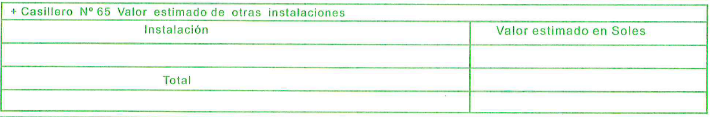 + Casillero Nº 65 Valor estimado de otras instalaciones
Instalación Valor estimado en Soles
Total